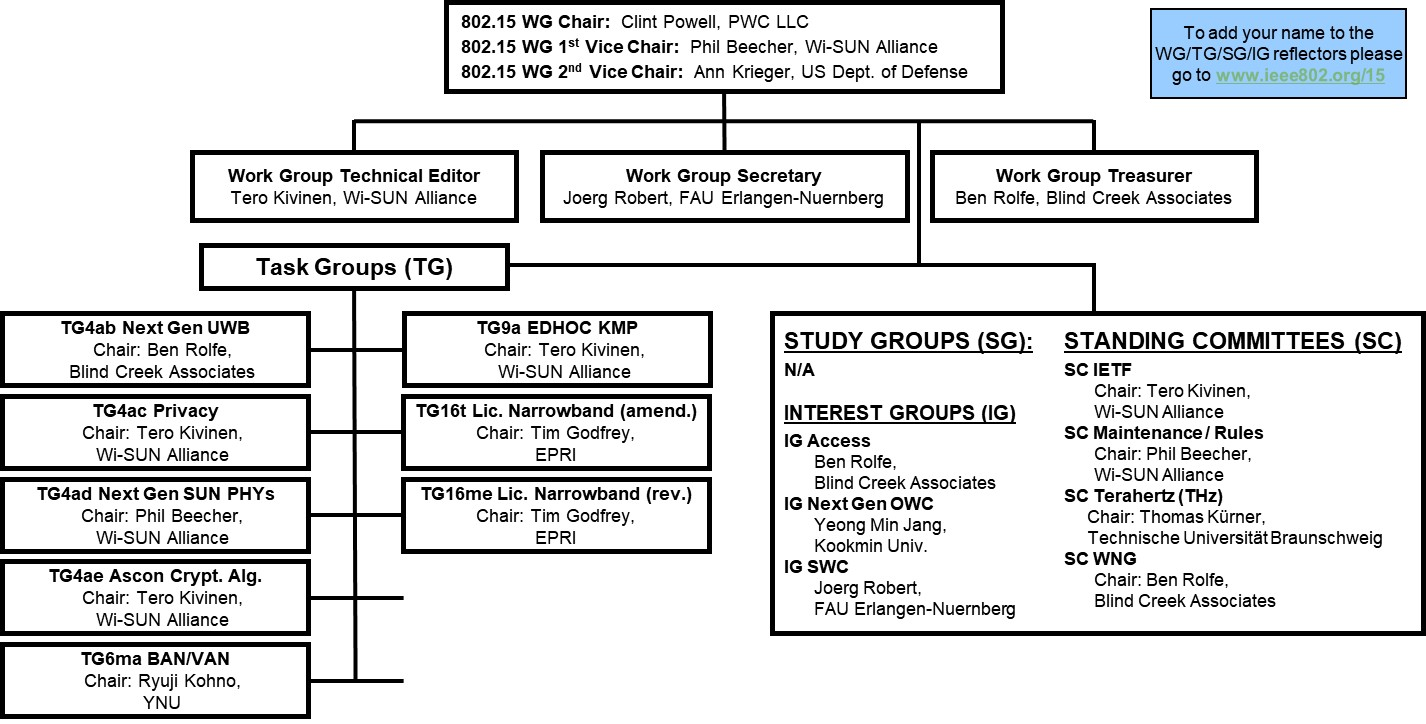 802.15 WG Chair: Clint Powell, PWC LLC
802.15 WG 1st Vice Chair: Phil Beecher, Wi-SUN Alliance
802.15 WG 2nd Vice Chair: Ann Krieger, US Dept. of Defense
To add your name to the
WG/TG/SG/IG reflectors please
go to www.ieee802.org/15
Work Group Technical Editor
Tero Kivinen, Wi-SUN Alliance
Work Group Secretary
Joerg Robert, FAU Erlangen-Nuernberg
Work Group Treasurer
Ben Rolfe, Blind Creek Associates
Task Groups (TG)
TG4ab Next Gen UWB
Chair: Ben Rolfe,
Blind Creek Associates
TG4ac Privacy
Chair: Tero Kivinen,
Wi-SUN Alliance
TG4ad Next Gen SUN PHYs
Chair: Phil Beecher,
Wi-SUN Alliance
TG4ae Ascon Crypt. Alg.
Chair: Tero Kivinen,
Wi-SUN Alliance
TG6ma BAN/VAN
Chair: Ryuji Kohno,
YNU
TG9a EDHOC KMP
Chair: Tero Kivinen,
Wi-SUN Alliance
TG16t Lic. Narrowband (amend.)
Chair: Tim Godfrey,
EPRI
TG16me Lic. Narrowband (rev.)
Chair: Tim Godfrey,
EPRI
STUDY GROUPS (SG):
N/A
INTEREST GROUPS (IG)
IG Access
Ben Rolfe,
Blind Creek Associates
IG Next Gen OWC
Yeong Min Jang,
Kookmin Univ.
IG SWC
Joerg Robert,
FAU Erlangen-Nuernberg
STANDING COMMITTEES (SC)
SC IETF
Chair: Tero Kivinen,
Wi-SUN Alliance
SC Maintenance / Rules
Chair: Phil Beecher,
Wi-SUN Alliance
SC Terahertz (THz)
Chair: Thomas Kürner,
Technische Universität Braunschweig
SC WNG
Chair: Ben Rolfe,
Blind Creek Associates